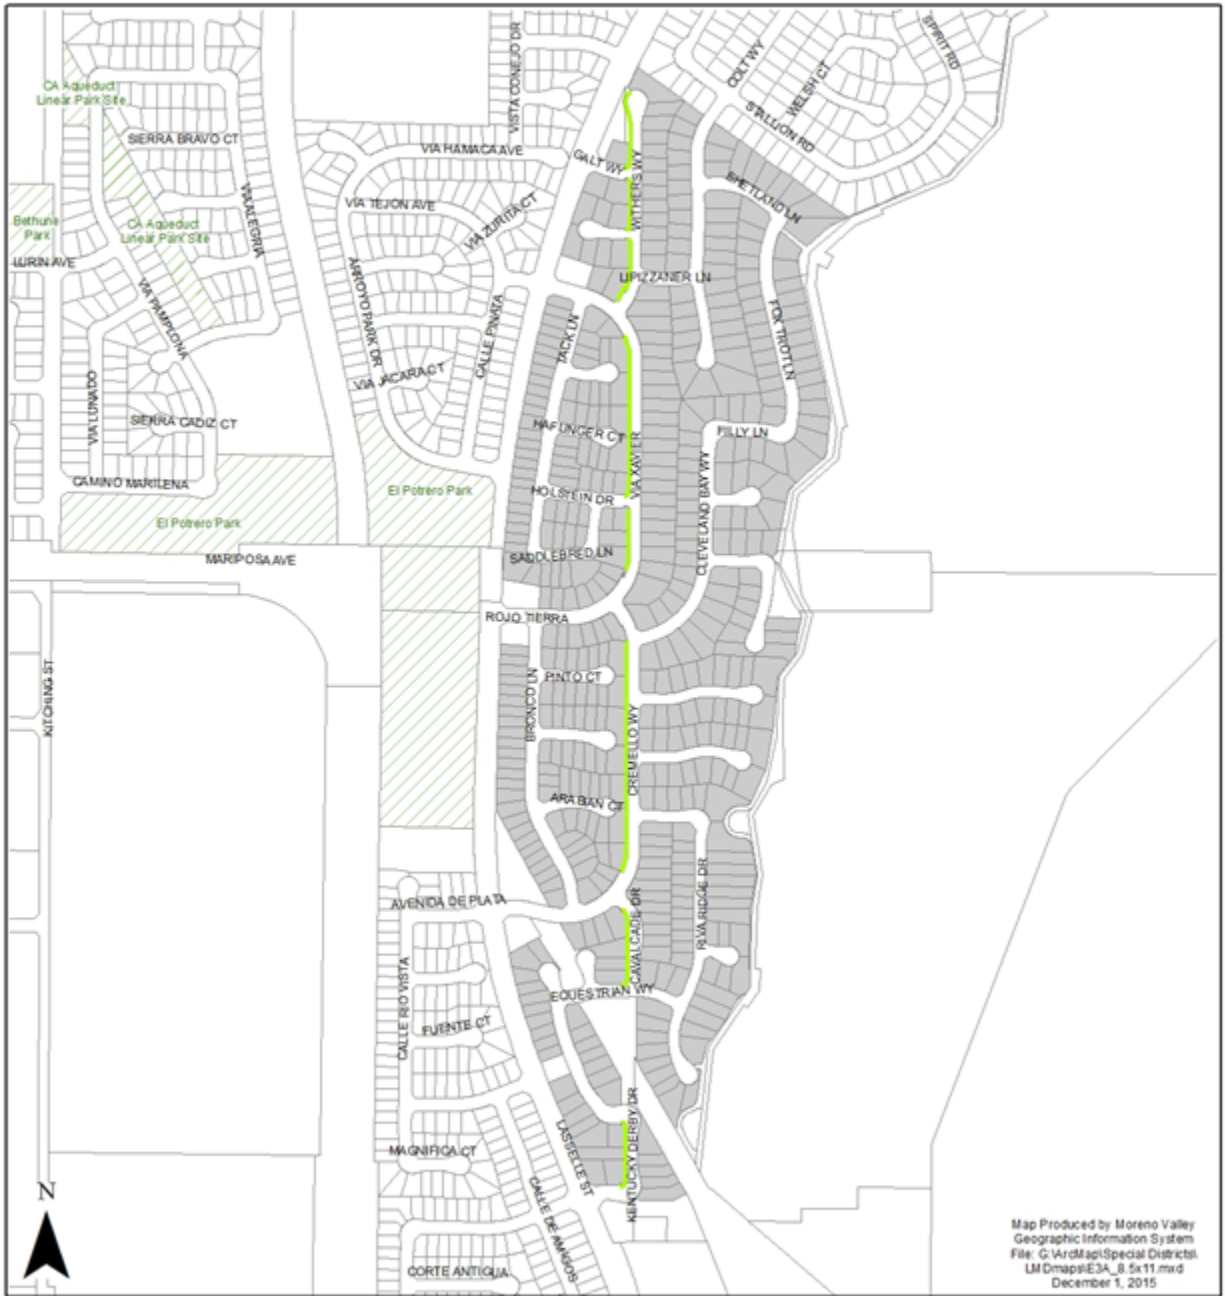 SPIRIT RD
VISTA CONEJO DR
COLT WY
WELSH CT
CA Aqueduct
Linear Park Site
STALLION RD
SIERRA BRAVO CT
VIA HAMACA AVE
GALT WY
WITHERS WY
SHETLAND LN
VIA ALEGRIA
VIA TEJON AVE
VIA ZURITA CT
Bethune
Park
CA Aqueduct
Linear Park Site
LURIN AVE
LIPIZZANER LN
VIA PAMPLONA
ARROYO PARK DR
CALLE PINATA
TACK LN
FOX TROT LN
VIA JACARA CT
VIA LUNADO
SIERRA CADIZ CT
HAFLINGER CT
FILLY LN
VIA XAVIER
CAMINO MARILENA
El Potrero Park
HOLSTEIN DR
CLEVELAND BAY WY
El Potrero Park
MARIPOSA AVE
SADDLEBRED LN
ROJO TIERRA
KITCHING ST
BRONCO LN
PINTO CT
CREMELLO WY
ARABIAN CT
AVENIDA DE PLATA
CAVALCADE DR
RIVA RIDGE DR
CALLE RIO VISTA
EQUESTRIAN WY
FUENTE CT
LASSELLE ST
KENTUCKY DERBY DR
MAGNIFICA CT
CALLE DE AMIGOS
N
CORTE ANTIGUA
Map Produced by Moreno Valley
Geographic Information System
File: G:\ArcMap\Special Districts\
LMDmaps\E3A_8.5x11.mxd
December 1, 2015